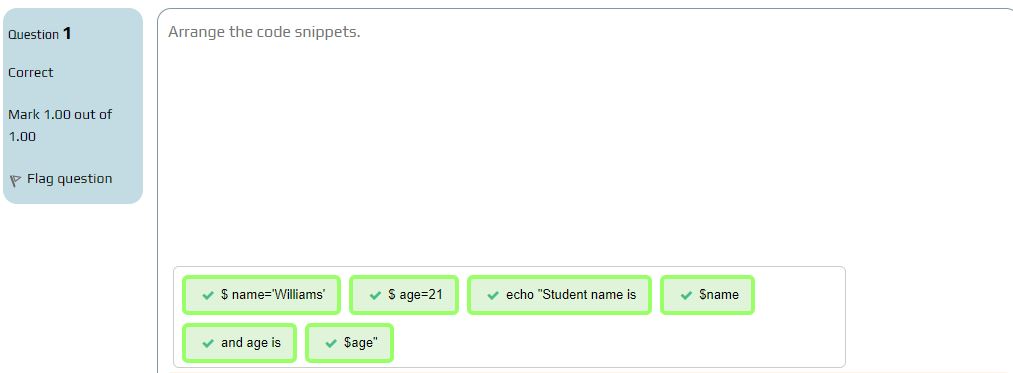 Question 1
Correct
Mark 1.00 out of
1.00
Flag question
Arrange the code snippets.
$ name='Williams' $ age=21 echo "Student name is $name
and age is $age"